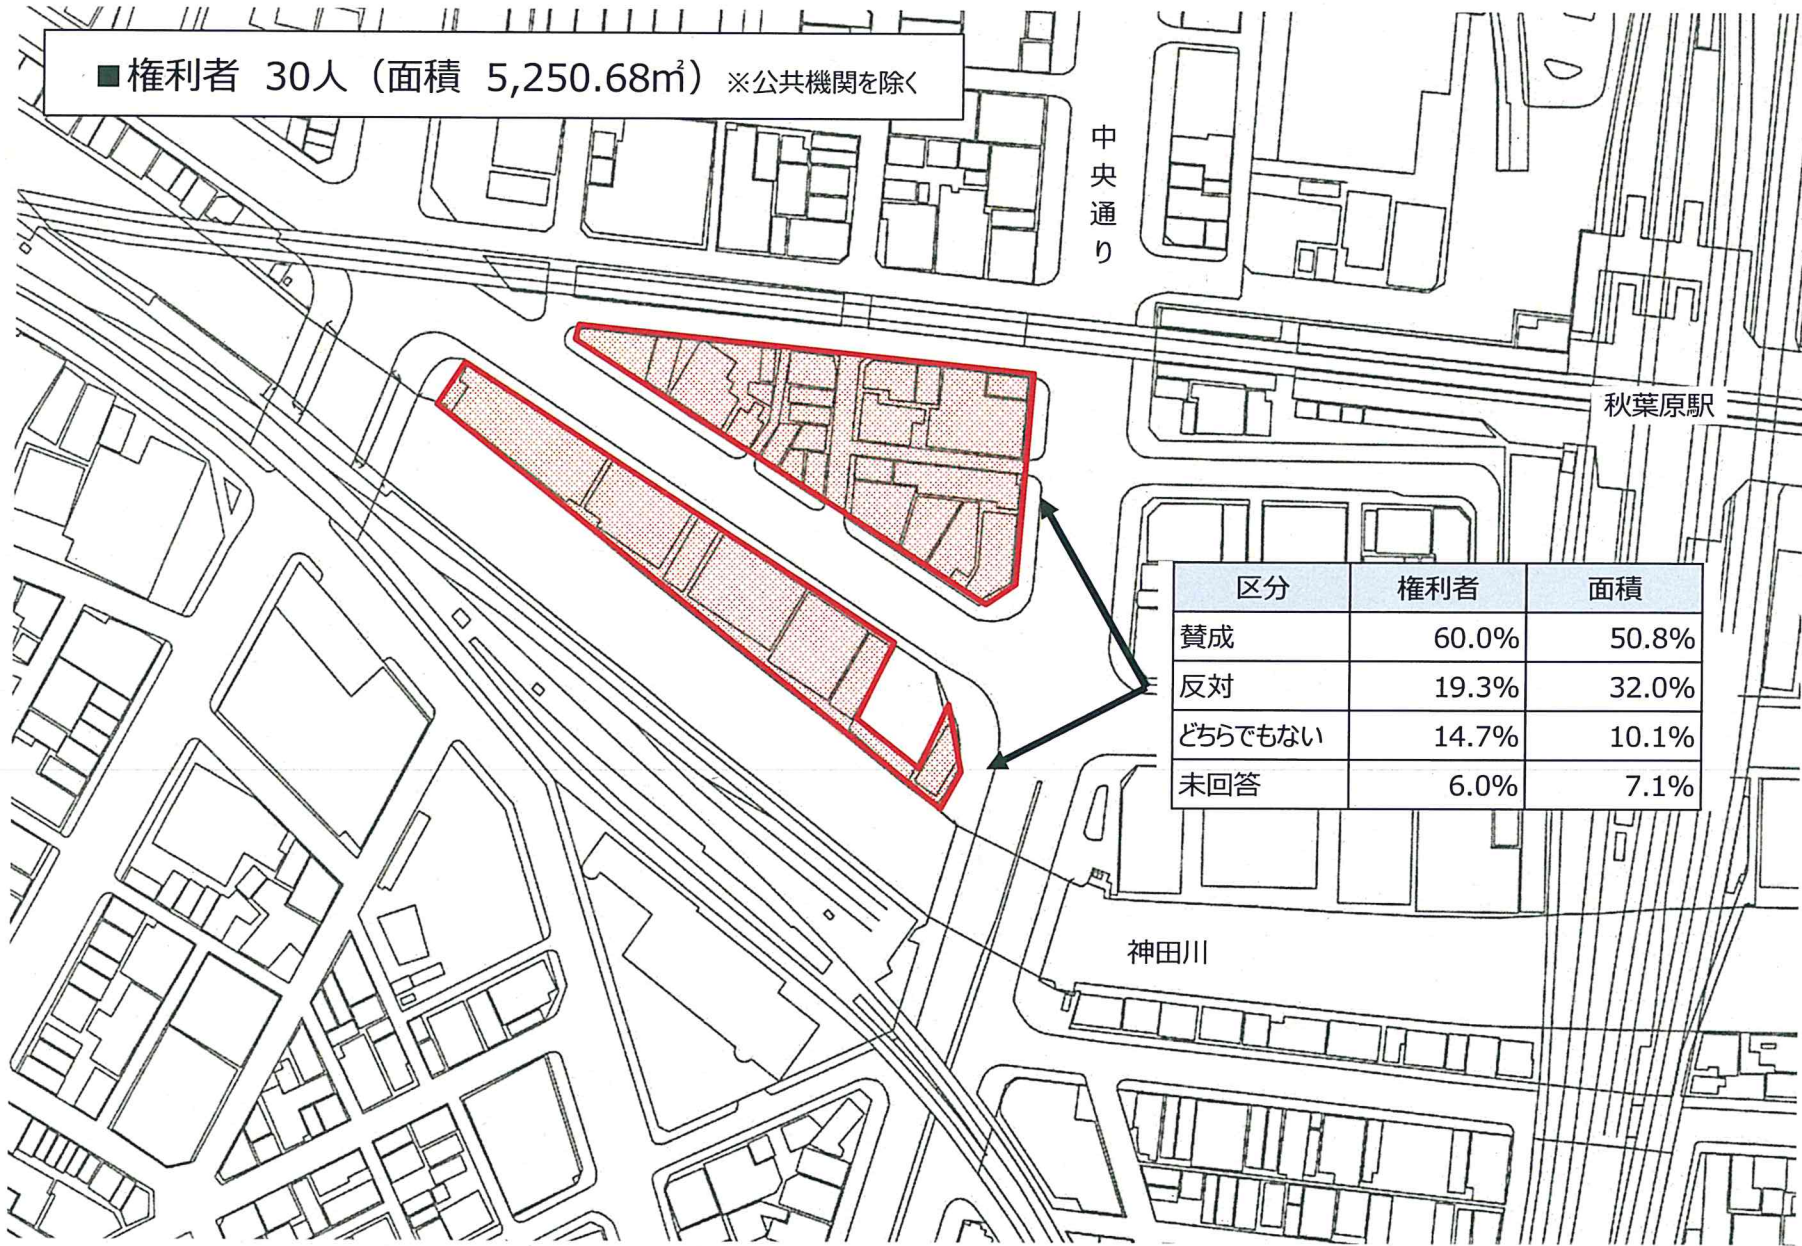 ■権利者 30人（面積 5,250.68㎡）※公共機関を除く
中央通り
秋葉原駅
区分 権利者 面積
賛成 60.0% 50.8%
反対 19.3% 32.0%
どちらでもない 14.7% 10.1%
未回答 6.0% 7.1%
神田川